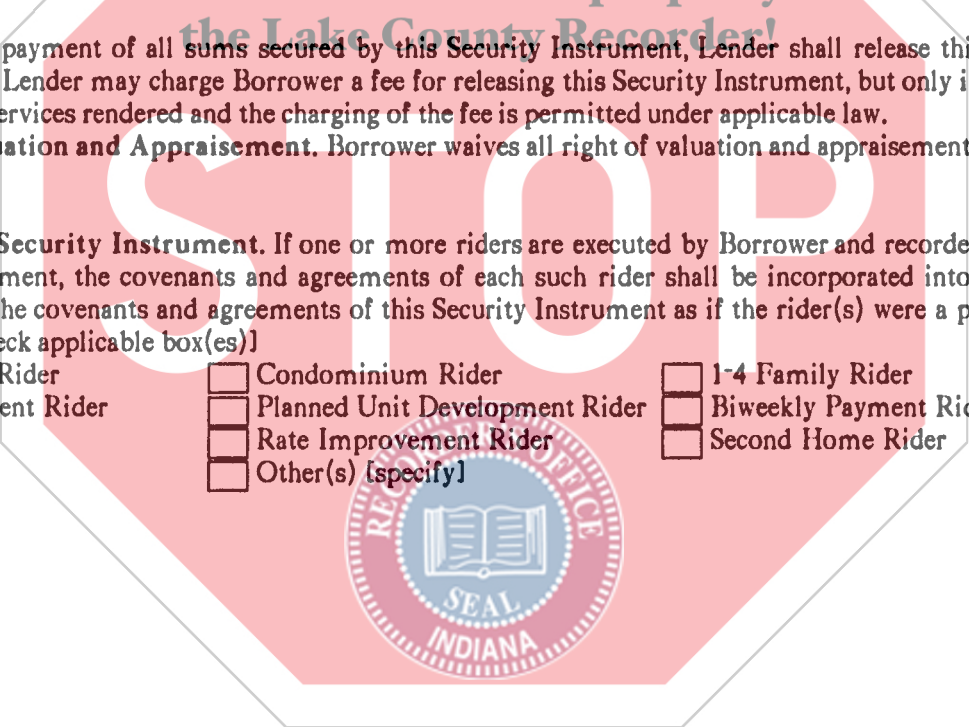 the Lake County Recorder!
payment of all sums secured by this Security Instrument, Lender shall release thi
Lender may charge Borrower a fee for releasing this Security Instrument, but only i
ervices rendered and the charging of the fee is permitted under applicable law.
ation and Appraisement. Borrower waives all right of valuation and appraisement
STOP
Security Instrument. If one or more riders are executed by Borrower and recorde
ment, the covenants and agreements of each such rider shall be incorporated into
he covenants and agreements of this Security Instrument as if the rider(s) were a p
eck applicable box(es)]
Rider Condominium Rider 1-4 Family Rider
ent Rider Planned Unit Development Rider Biweekly Payment Rid
Rate Improvement Rider Second Home Rider
Other(s) [specify]
RECORDER'S OFFICE
SEAL
INDIANA